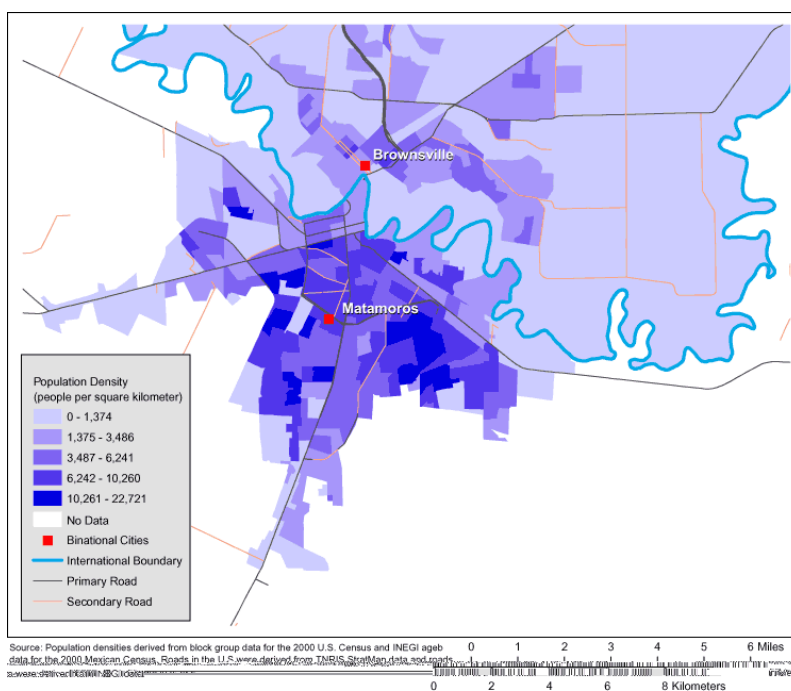 Brownsville
Matamoros
Population Density
(people per square kilometer)
0 - 1,374
1,375 - 3,486
3,487 - 6,241
6,242 - 10,260
10,261 - 22,721
No Data
Binational Cities
International Boundary
Primary Road
Secondary Road
Source: Population densities derived from block group data for the 2000 U.S. Census and INEGI ageb
data for the 2000 Mexican Census. Roads in the U.S were derived from TNRIS StratMap data and roads
0 1 2 3 4 5 6 Miles
0 2 4 6 8 Kilometers